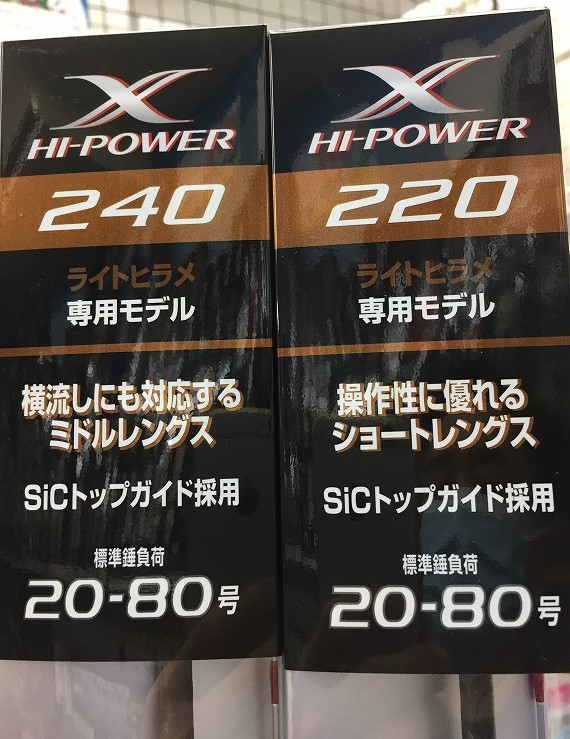 X
HI-POWER
240
ライトヒラメ
専用モデル
横流しにも対応する
ミドルレングス
SiCトップガイド採用
標準錘負荷
20-80号
X
HI-POWER
220
ライトヒラメ
専用モデル
操作性に優れる
ショートレングス
SiCトップガイド採用
標準錘負荷
20-80号